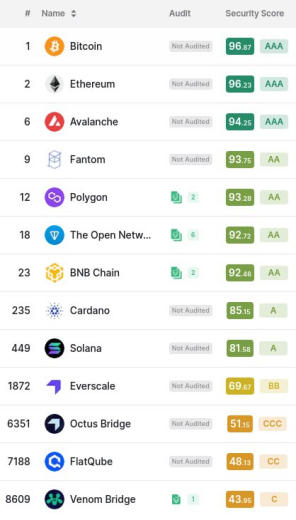 # Name Audit Security Score
1 Bitcoin Not Audited 96.87 AAA
2 Ethereum Not Audited 96.23 AAA
6 Avalanche Not Audited 94.25 AAA
9 Fantom Not Audited 93.75 AA
12 Polygon 2 93.28 AA
18 The Open Netw... 6 92.72 AA
23 BNB Chain 2 92.46 AA
235 Cardano Not Audited 85.15 A
449 Solana Not Audited 81.58 A
1872 Everscale Not Audited 69.67 BB
6351 Octus Bridge Not Audited 51.15 CCC
7188 FlatQube Not Audited 48.13 CC
8609 Venom Bridge 1 43.95 C